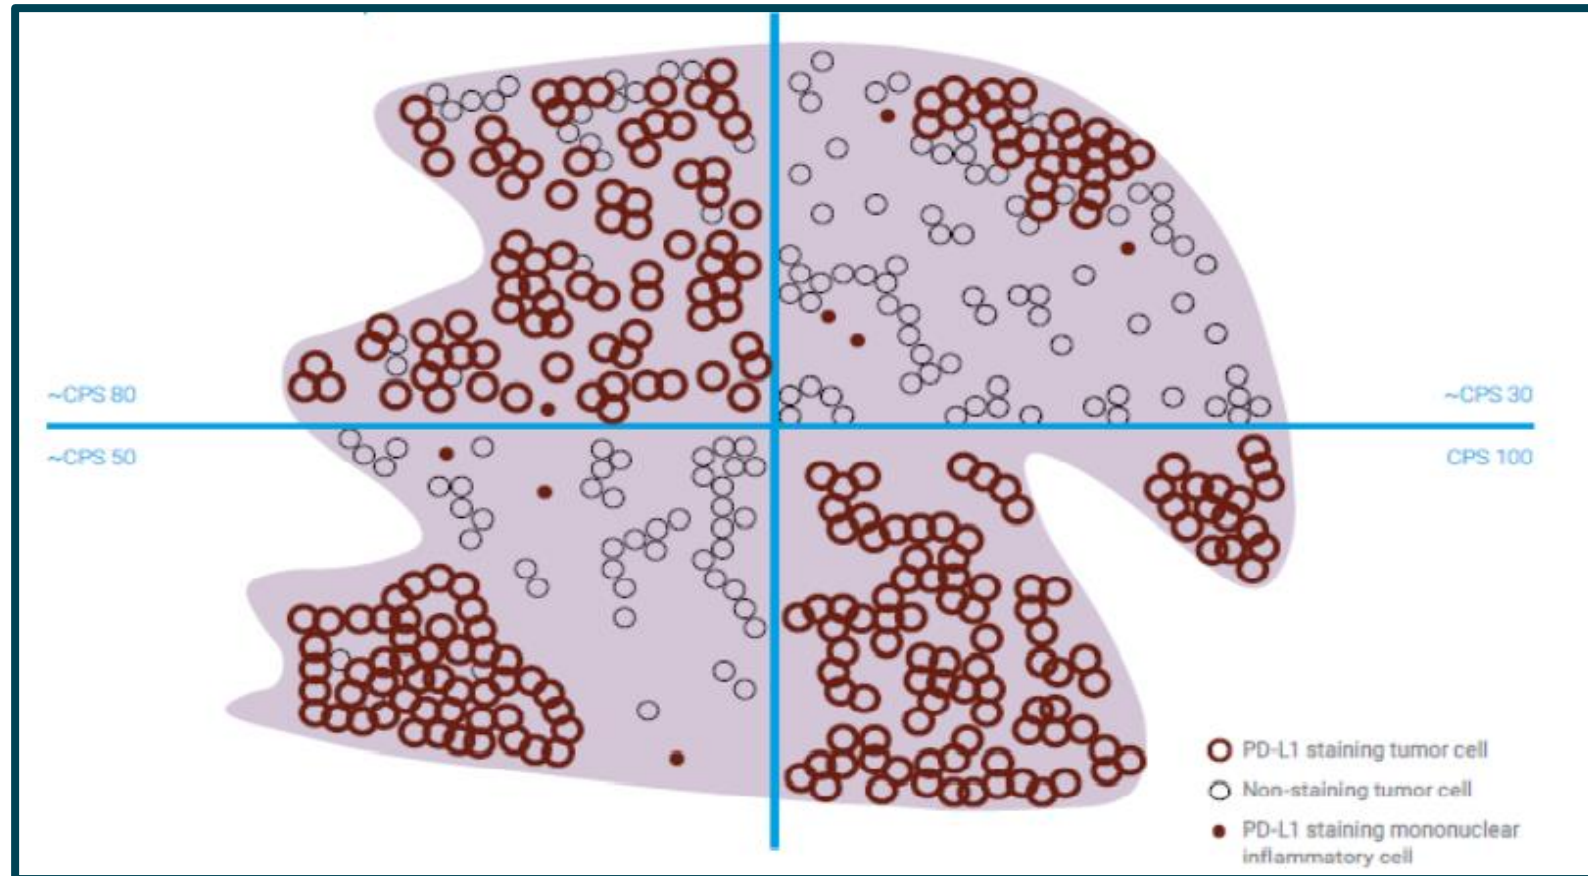 ~CPS 80
~CPS 30
~CPS 50
CPS 100
PD-L1 staining tumor cell
Non-staining tumor cell
PD-L1 staining mononuclear
inflammatory cell